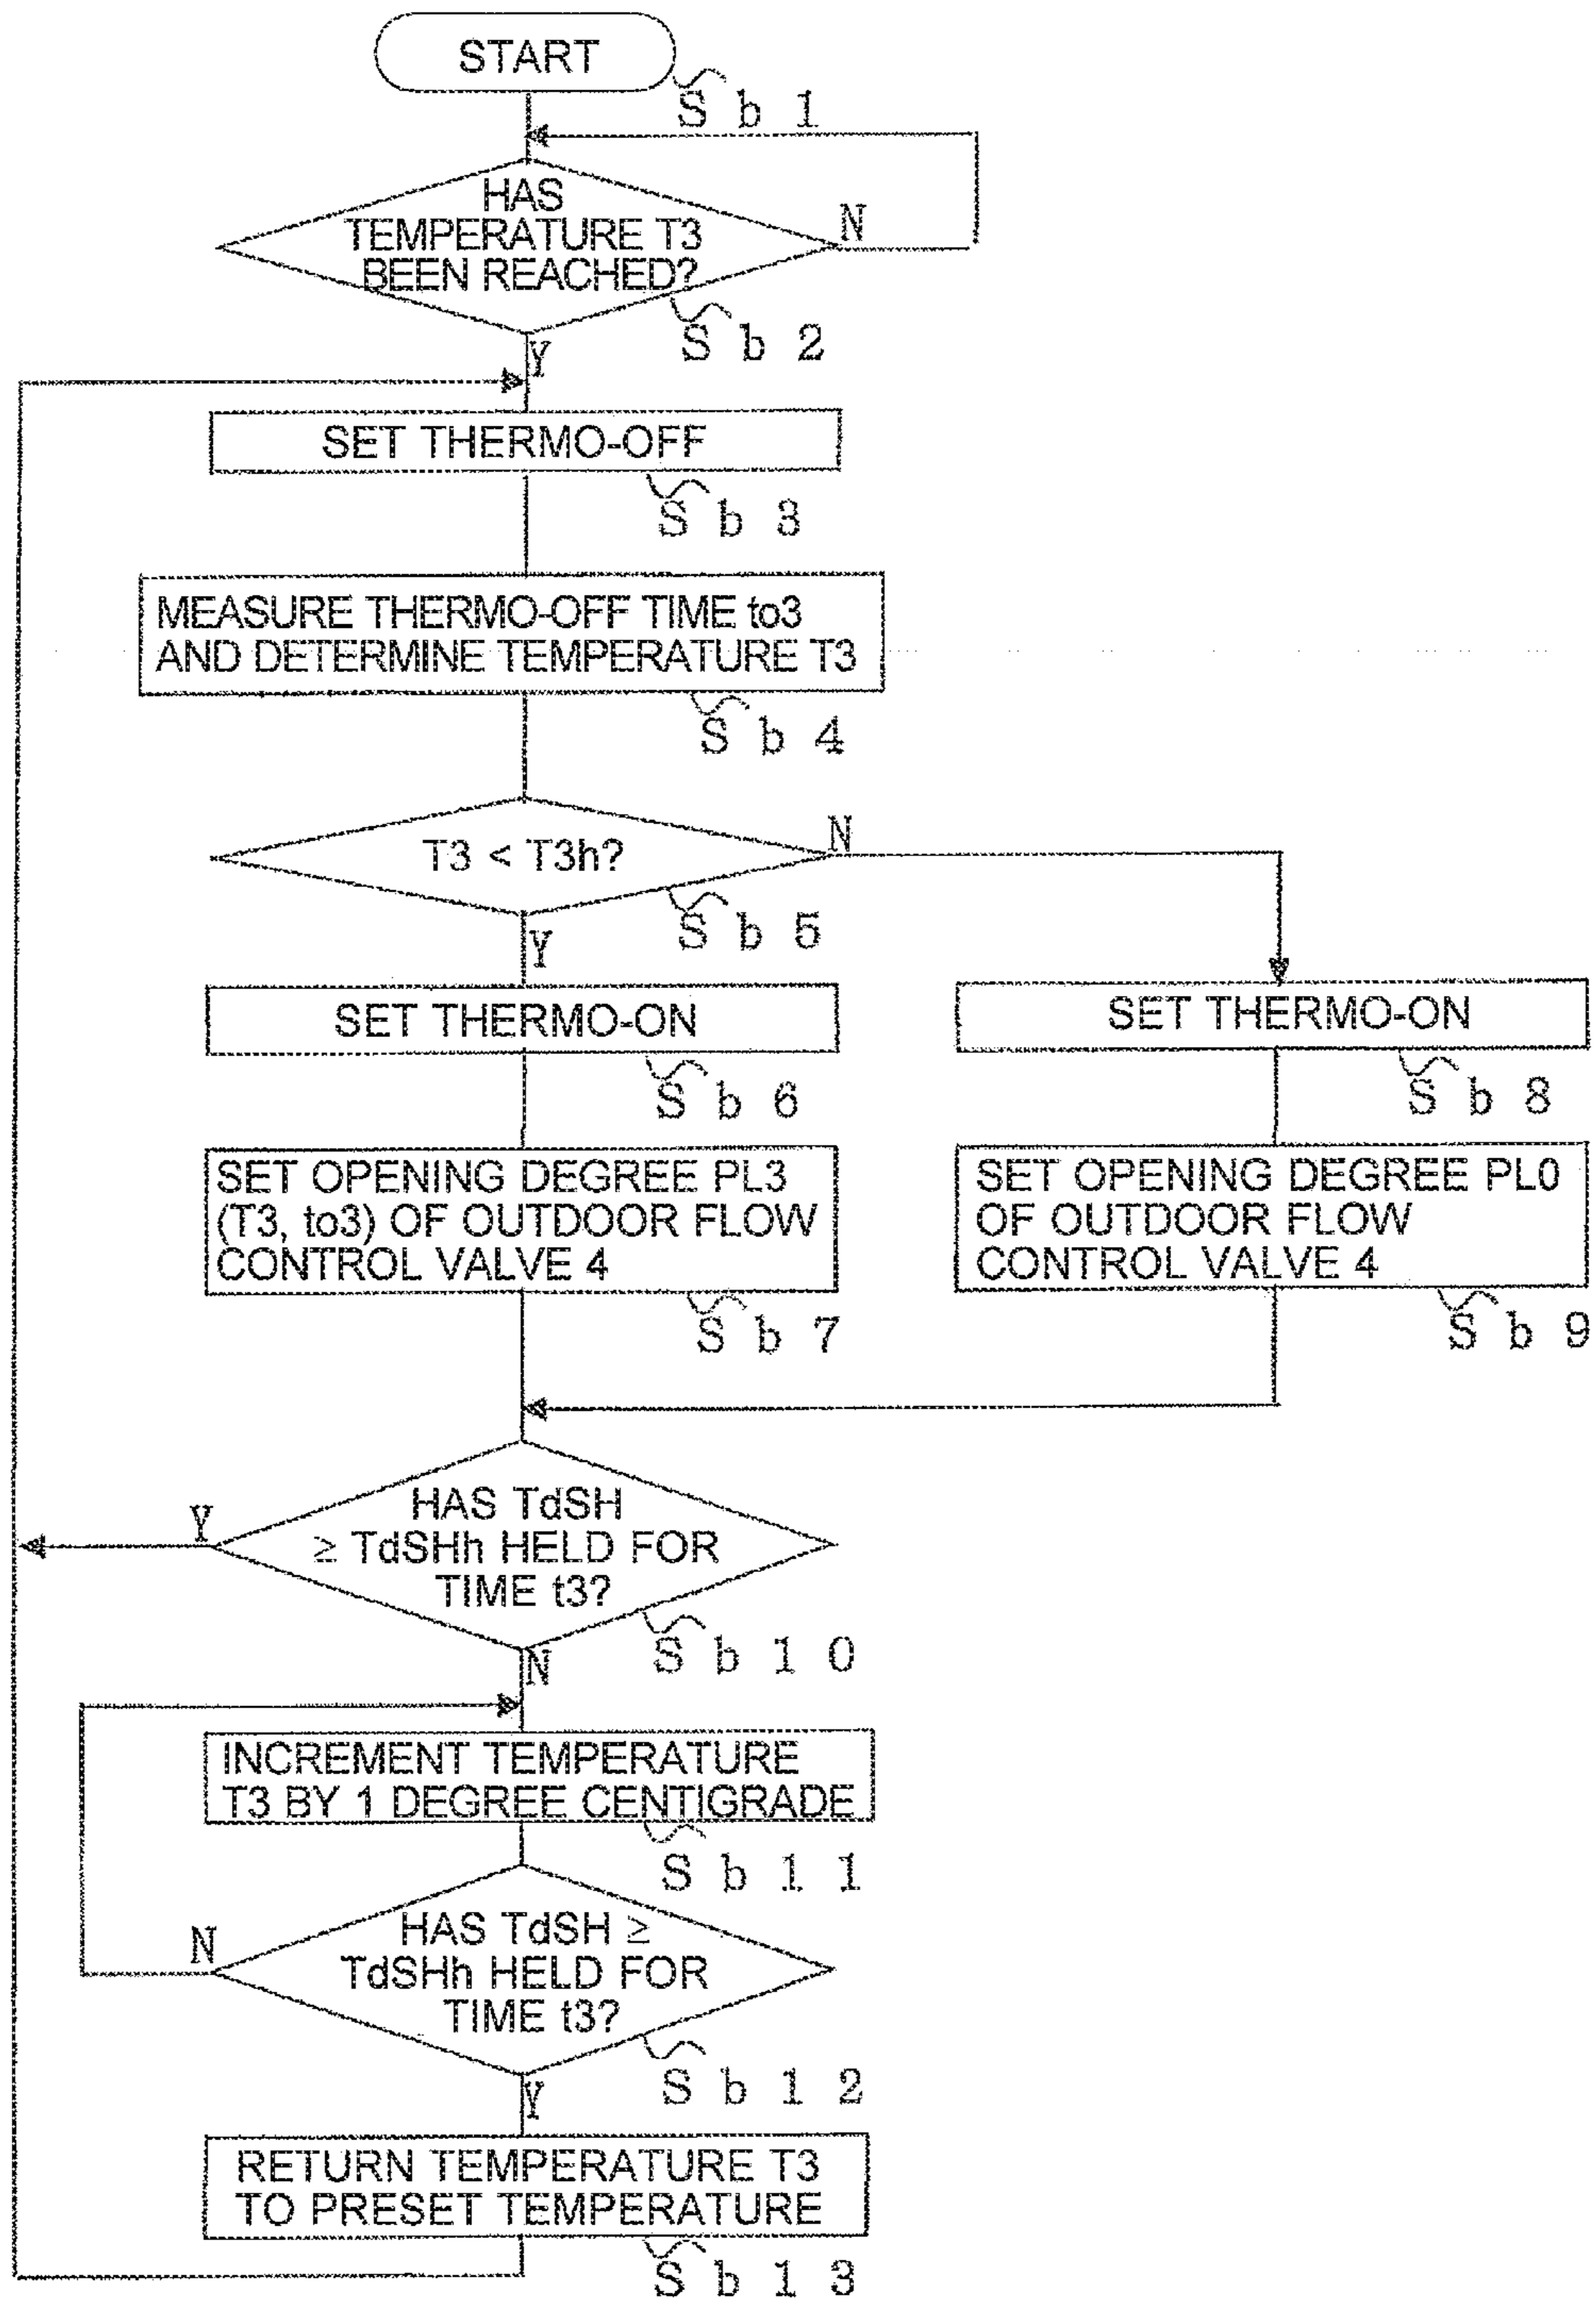 START
S b 1
HAS
TEMPERATURE T3
BEEN REACHED?
N
S b 2
Y
SET THERMO-OFF
S b 3
MEASURE THERMO-OFF TIME to3
AND DETERMINE TEMPERATURE T3
S b 4
T3 < T3h?
N
S b 5
Y
SET THERMO-ON
S b 6
SET THERMO-ON
S b 8
SET OPENING DEGREE PL3
(T3, to3) OF OUTDOOR FLOW
CONTROL VALVE 4
S b 7
SET OPENING DEGREE PL0
OF OUTDOOR FLOW
CONTROL VALVE 4
S b 9
HAS TdSH
≥ TdSHh HELD FOR
TIME t3?
Y
S b 1 0
N
INCREMENT TEMPERATURE
T3 BY 1 DEGREE CENTIGRADE
S b 1 1
HAS TdSH ≥
TdSHh HELD FOR
TIME t3?
N
S b 1 2
Y
RETURN TEMPERATURE T3
TO PRESET TEMPERATURE
S b 1 3